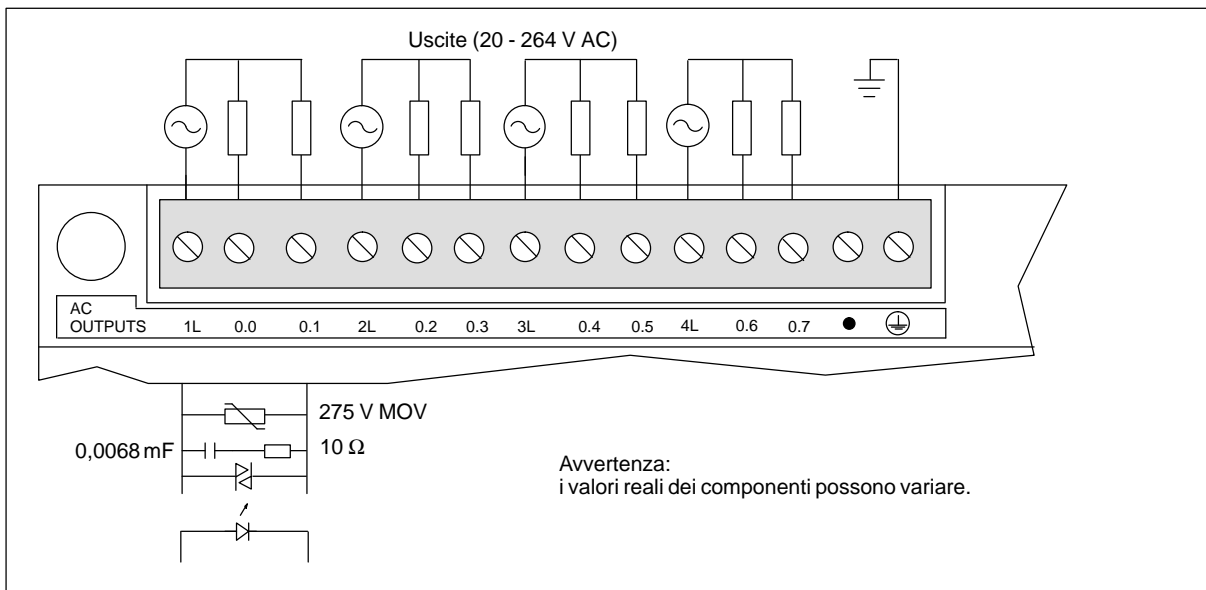 Uscite (20 - 264 V AC)
AC
OUTPUTS 1L 0.0 0.1 2L 0.2 0.3 3L 0.4 0.5 4L 0.6 0.7
275 V MOV
0,0068 mF 10 Ω
Avvertenza:
i valori reali dei componenti possono variare.